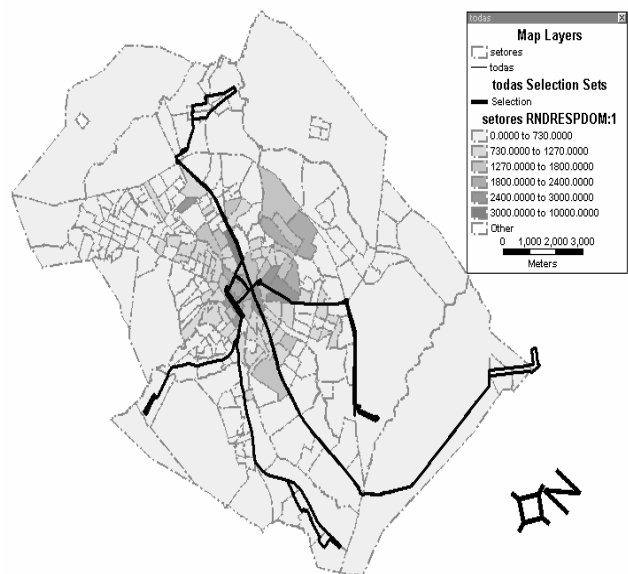 todas
Map Layers
setores
todas
todas Selection Sets
Selection
setores RNDRESPDOM:1
0.0000 to 730.0000
730.0000 to 1270.0000
1270.0000 to 1800.0000
1800.0000 to 2400.0000
2400.0000 to 3000.0000
3000.0000 to 10000.0000
Other
0 1,000 2,000 3,000
Meters
N